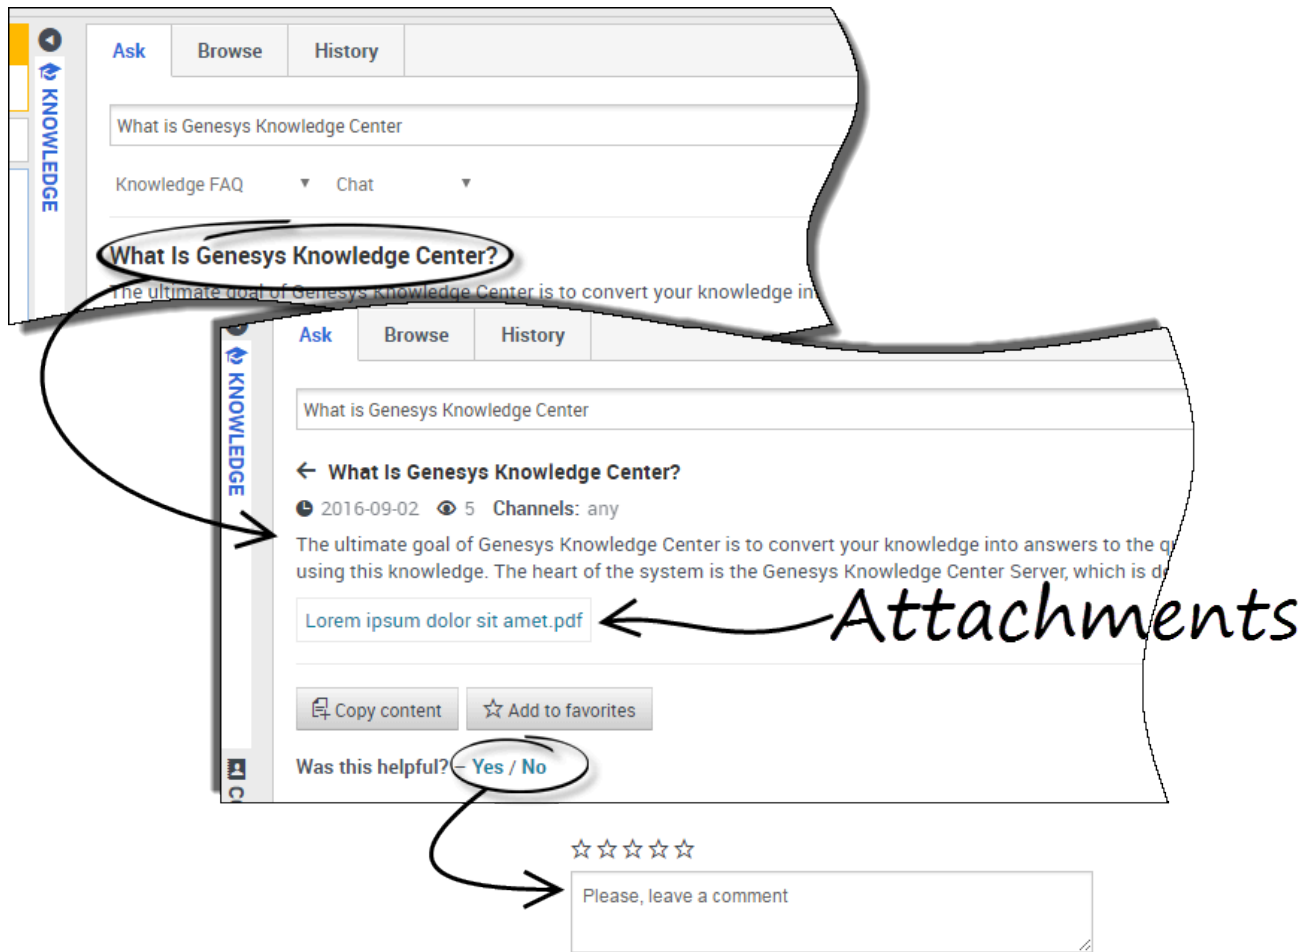 Ask Browse History
KNOWLEDGE
What is Genesys Knowledge Center
Knowledge FAQ Chat
What Is Genesys Knowledge Center?
The ultimate goal of Genesys Knowledge Center is to convert your knowledge in
Ask Browse History
KNOWLEDGE
What is Genesys Knowledge Center
What Is Genesys Knowledge Center?
2016-09-02 5 Channels: any
The ultimate goal of Genesys Knowledge Center is to convert your knowledge into answers to the
using this knowledge. The heart of the system is the Genesys Knowledge Center Server, which is
Lorem ipsum dolor sit amet.pdf
Attachments
Copy content Add to favorites
Was this helpful? – Yes / No
Please, leave a comment